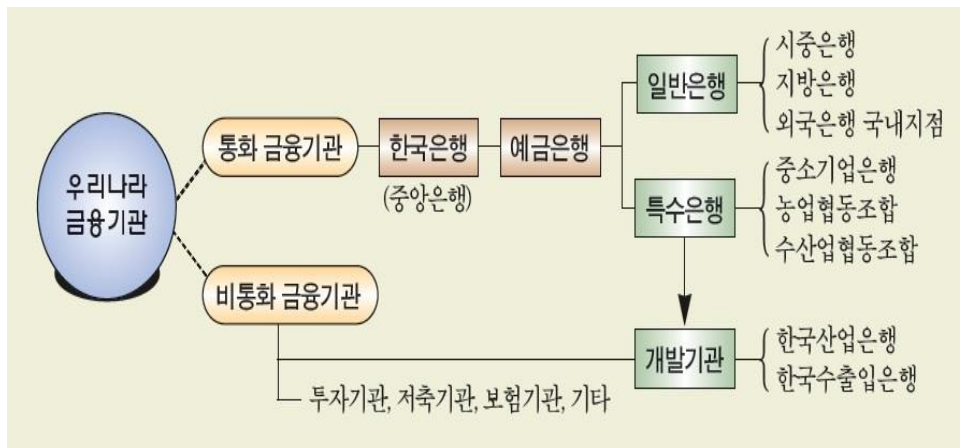 우리나라
금융기관
통화 금융기관
한국은행
(중앙은행)
예금은행
일반은행
시중은행
지방은행
외국은행 국내지점
특수은행
중소기업은행
농업협동조합
수산업협동조합
비통화 금융기관
개발기관
한국산업은행
한국수출입은행
투자기관, 저축기관, 보험기관, 기타